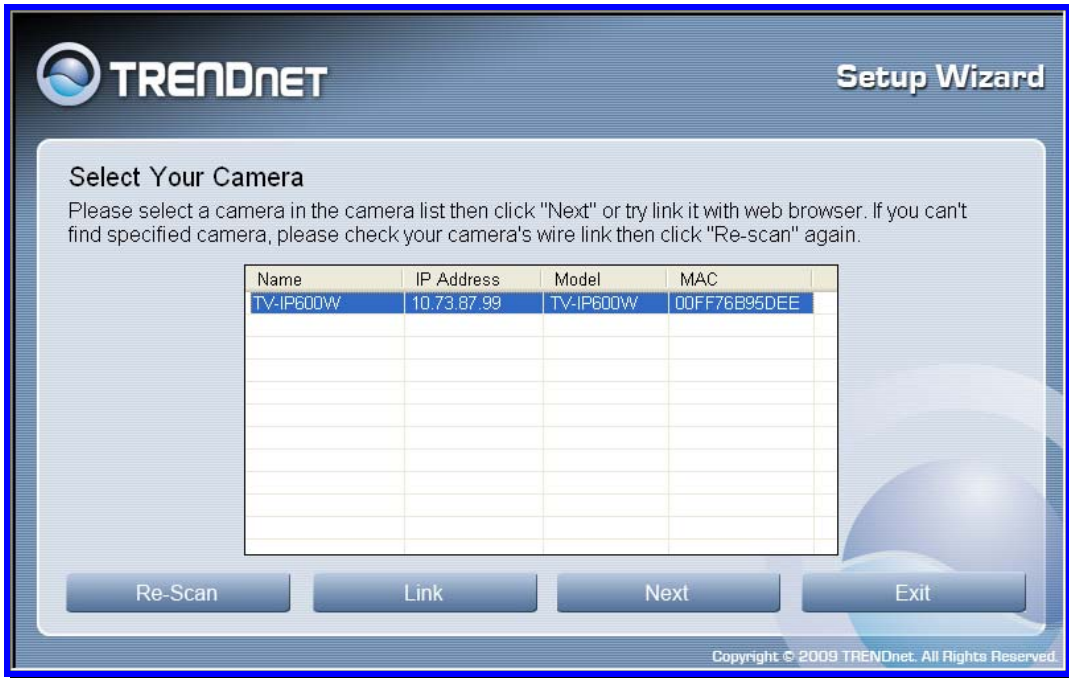 TRENDnet
Setup Wizard
Select Your Camera
Please select a camera in the camera list then click "Next" or try link it with web browser. If you can't
find specified camera, please check your camera's wire link then click "Re-scan" again.
Name IP Address Model MAC
TV-IP600W 10.73.87.99 TV-IP600W 00FF76B95DEE
Re-Scan Link Next Exit
Copyright © 2009 TRENDnet. All Rights Reserved.